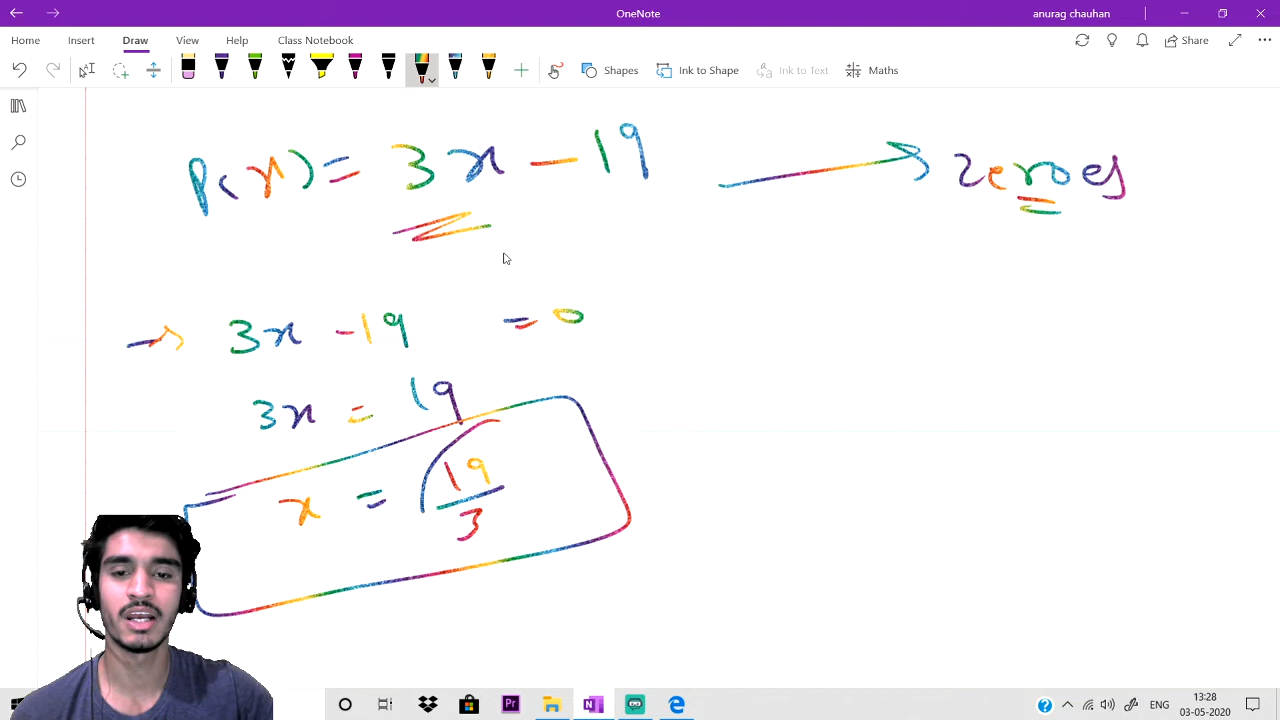 OneNote
anurag chauhan
Home Insert Draw View Help Class Notebook
Share
Shapes Ink to Shape Ink to Text Maths
P(x) = 3x - 19 → zeroes
→ 3x - 19 = 0
3x = 19
x = 19/3
Pr N ? ENG 13:28
03-05-2020